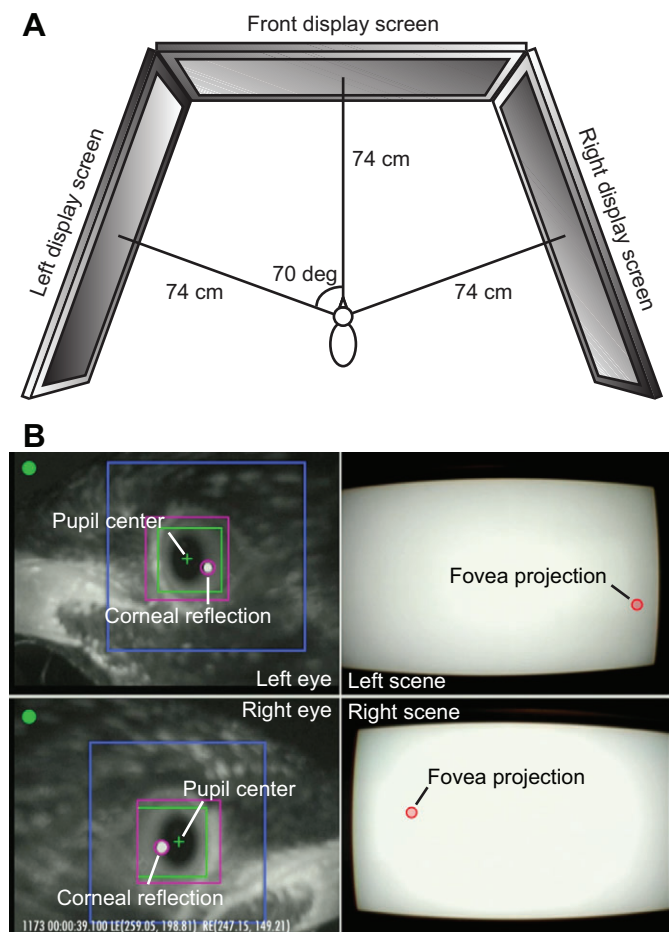 A
Front display screen
Left display screen
Right display screen
74 cm
70 deg
74 cm
74 cm
B
Pupil center
Corneal reflection
Left eye
Fovea projection
Left scene
Right eye
Pupil center
Corneal reflection
1173 00:00:39.100 LE(259.05, 198.81) RE(247.15, 149.21)
Right scene
Fovea projection